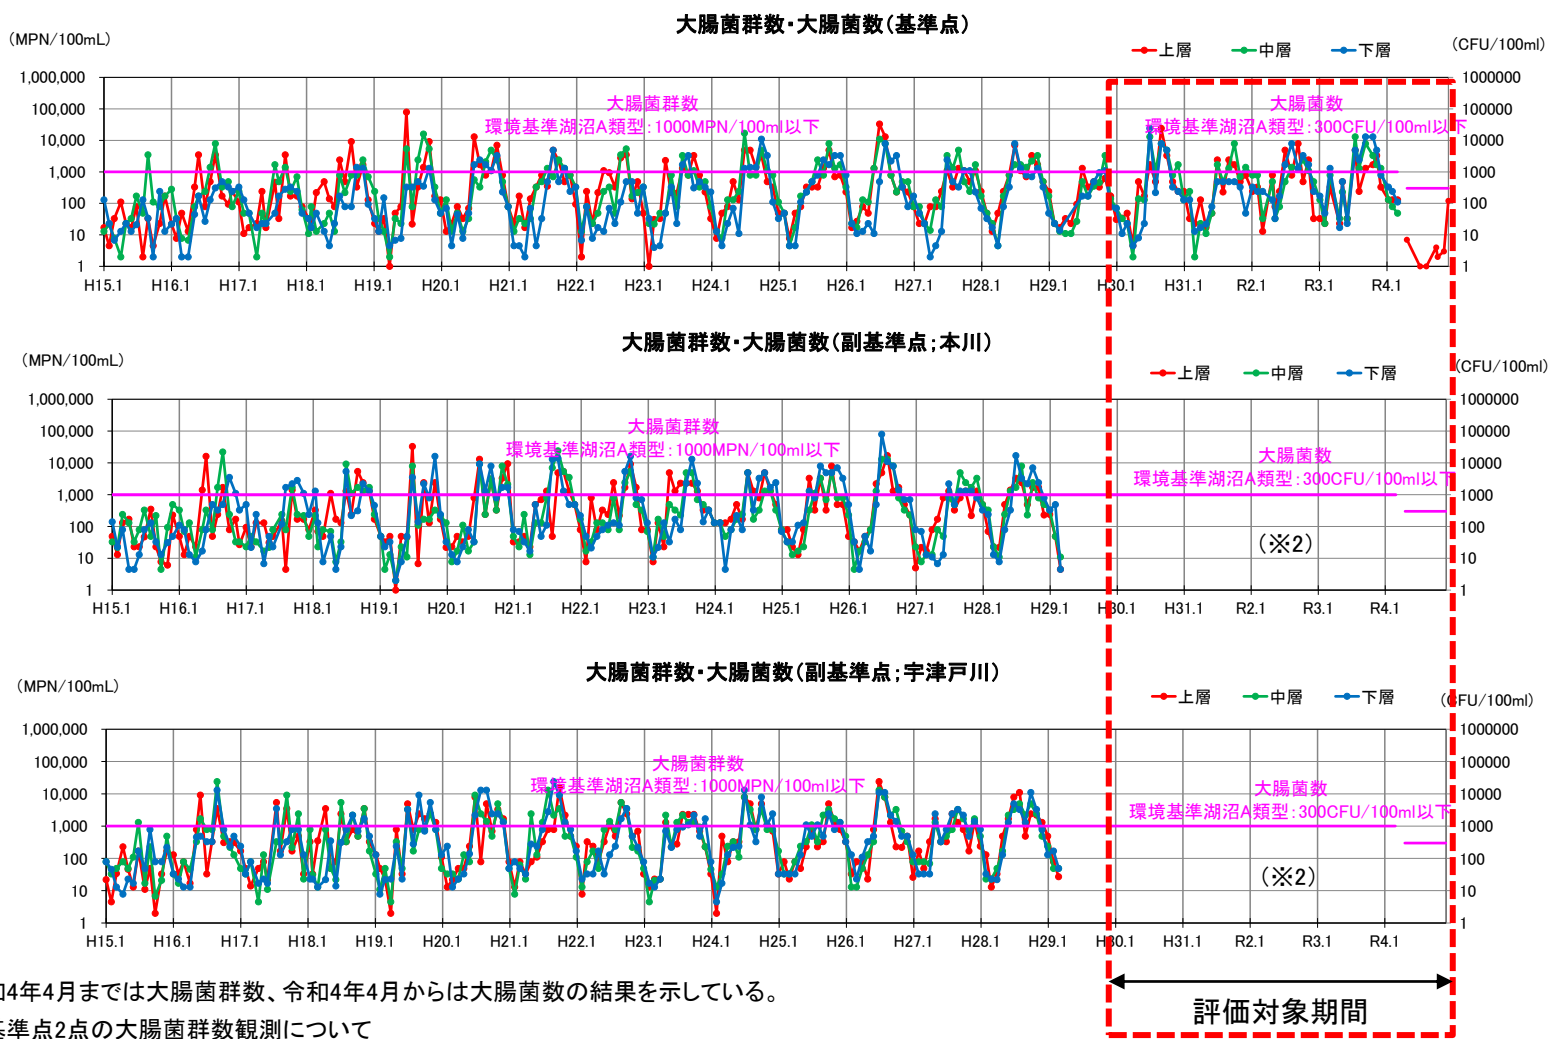 大腸菌群数・大腸菌数(基準点)
(MPN/100mL)
(CFU/100ml)
上層 中層 下層
1,000,000
100,000
10,000
1,000
100
10
1
1000000
100000
10000
1000
100
10
1
大腸菌群数
環境基準湖沼A類型:1000MPN/100ml以下
大腸菌数
環境基準湖沼A類型:300CFU/100ml以下
H15.1 H16.1 H17.1 H18.1 H19.1 H20.1 H21.1 H22.1 H23.1 H24.1 H25.1 H26.1 H27.1 H28.1 H29.1 H30.1 H31.1 R2.1 R3.1 R4.1
大腸菌群数・大腸菌数(副基準点;本川)
(MPN/100mL)
(CFU/100ml)
上層 中層 下層
1,000,000
100,000
10,000
1,000
100
10
1
1000000
100000
10000
1000
100
10
1
大腸菌群数
環境基準湖沼A類型:1000MPN/100ml以下
大腸菌数
環境基準湖沼A類型:300CFU/100ml以下
(※2)
H15.1 H16.1 H17.1 H18.1 H19.1 H20.1 H21.1 H22.1 H23.1 H24.1 H25.1 H26.1 H27.1 H28.1 H29.1 H30.1 H31.1 R2.1 R3.1 R4.1
大腸菌群数・大腸菌数(副基準点;宇津戸川)
(MPN/100mL)
(CFU/100ml)
上層 中層 下層
1,000,000
100,000
10,000
1,000
100
10
1
1000000
100000
10000
1000
100
10
1
大腸菌群数
環境基準湖沼A類型:1000MPN/100ml以下
大腸菌数
環境基準湖沼A類型:300CFU/100ml以下
(※2)
H15.1 H16.1 H17.1 H18.1 H19.1 H20.1 H21.1 H22.1 H23.1 H24.1 H25.1 H26.1 H27.1 H28.1 H29.1 H30.1 H31.1 R2.1 R3.1 R4.1
4年4月までは大腸菌群数、令和4年4月からは大腸菌数の結果を示している。
評価対象期間
基準点2点の大腸菌群数観測について